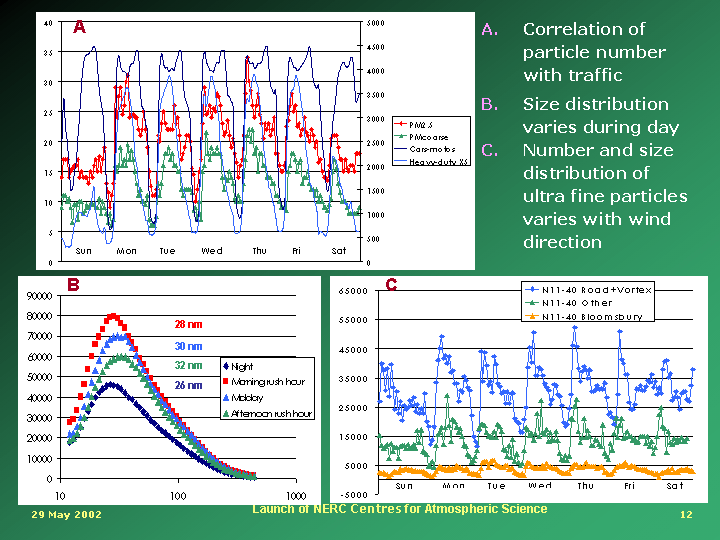 A
40
35
30
25
20
15
10
5
0
5000
4500
4000
3500
3000
2500
2000
1500
1000
500
0
Sun Mon Tue Wed Thu Fri Sat
PM2.5
PMcoarse
Cars+motos
Heavy-duty X5
A. Correlation of
particle number
with traffic
B. Size distribution
varies during day
C. Number and size
distribution of
ultra fine particles
varies with wind
direction
B
90000
80000
70000
60000
50000
40000
30000
20000
10000
0
10 100 1000
28 nm
30 nm
32 nm
26 nm
Night
Morning rush hour
Midday
Afternoon rush hour
C
65000
55000
45000
35000
25000
15000
5000
-5000
Sun Mon Tue Wed Thu Fri Sat
N11-40 Road+Vortex
N11-40 Other
N11-40 Bloomsbury
29 May 2002
Launch of NERC Centres for Atmospheric Science
12